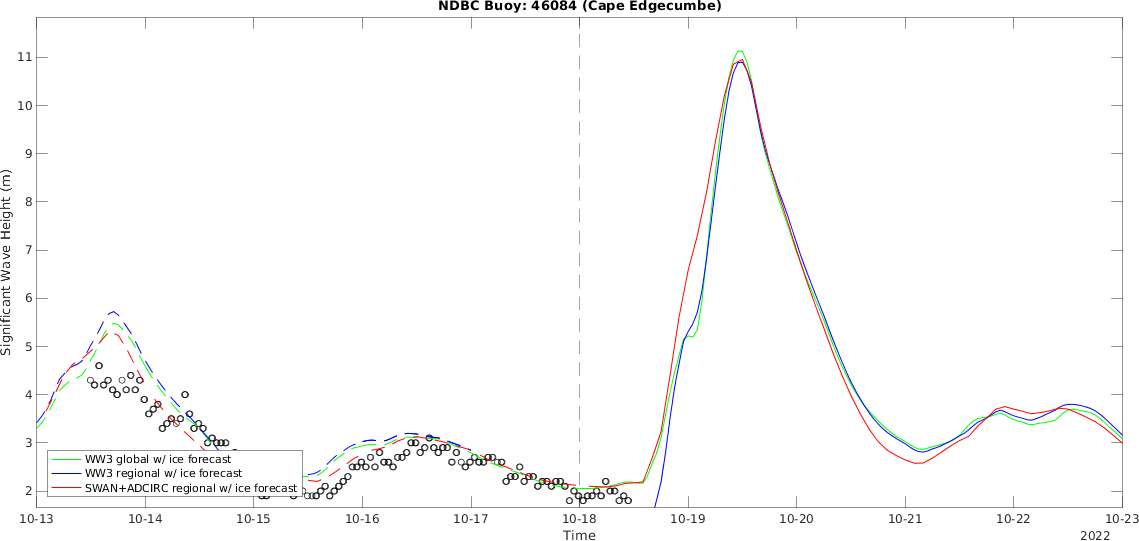 NDBC Buoy: 46084 (Cape Edgecumbe)
Significant Wave Height (m)
11
10
9
8
7
6
5
4
3
2
WW3 global w/ ice forecast
WW3 regional w/ ice forecast
SWAN+ADCIRC regional w/ ice forecast
10-13 10-14 10-15 10-16 10-17 10-18 10-19 10-20 10-21 10-22 10-23
Time
2022